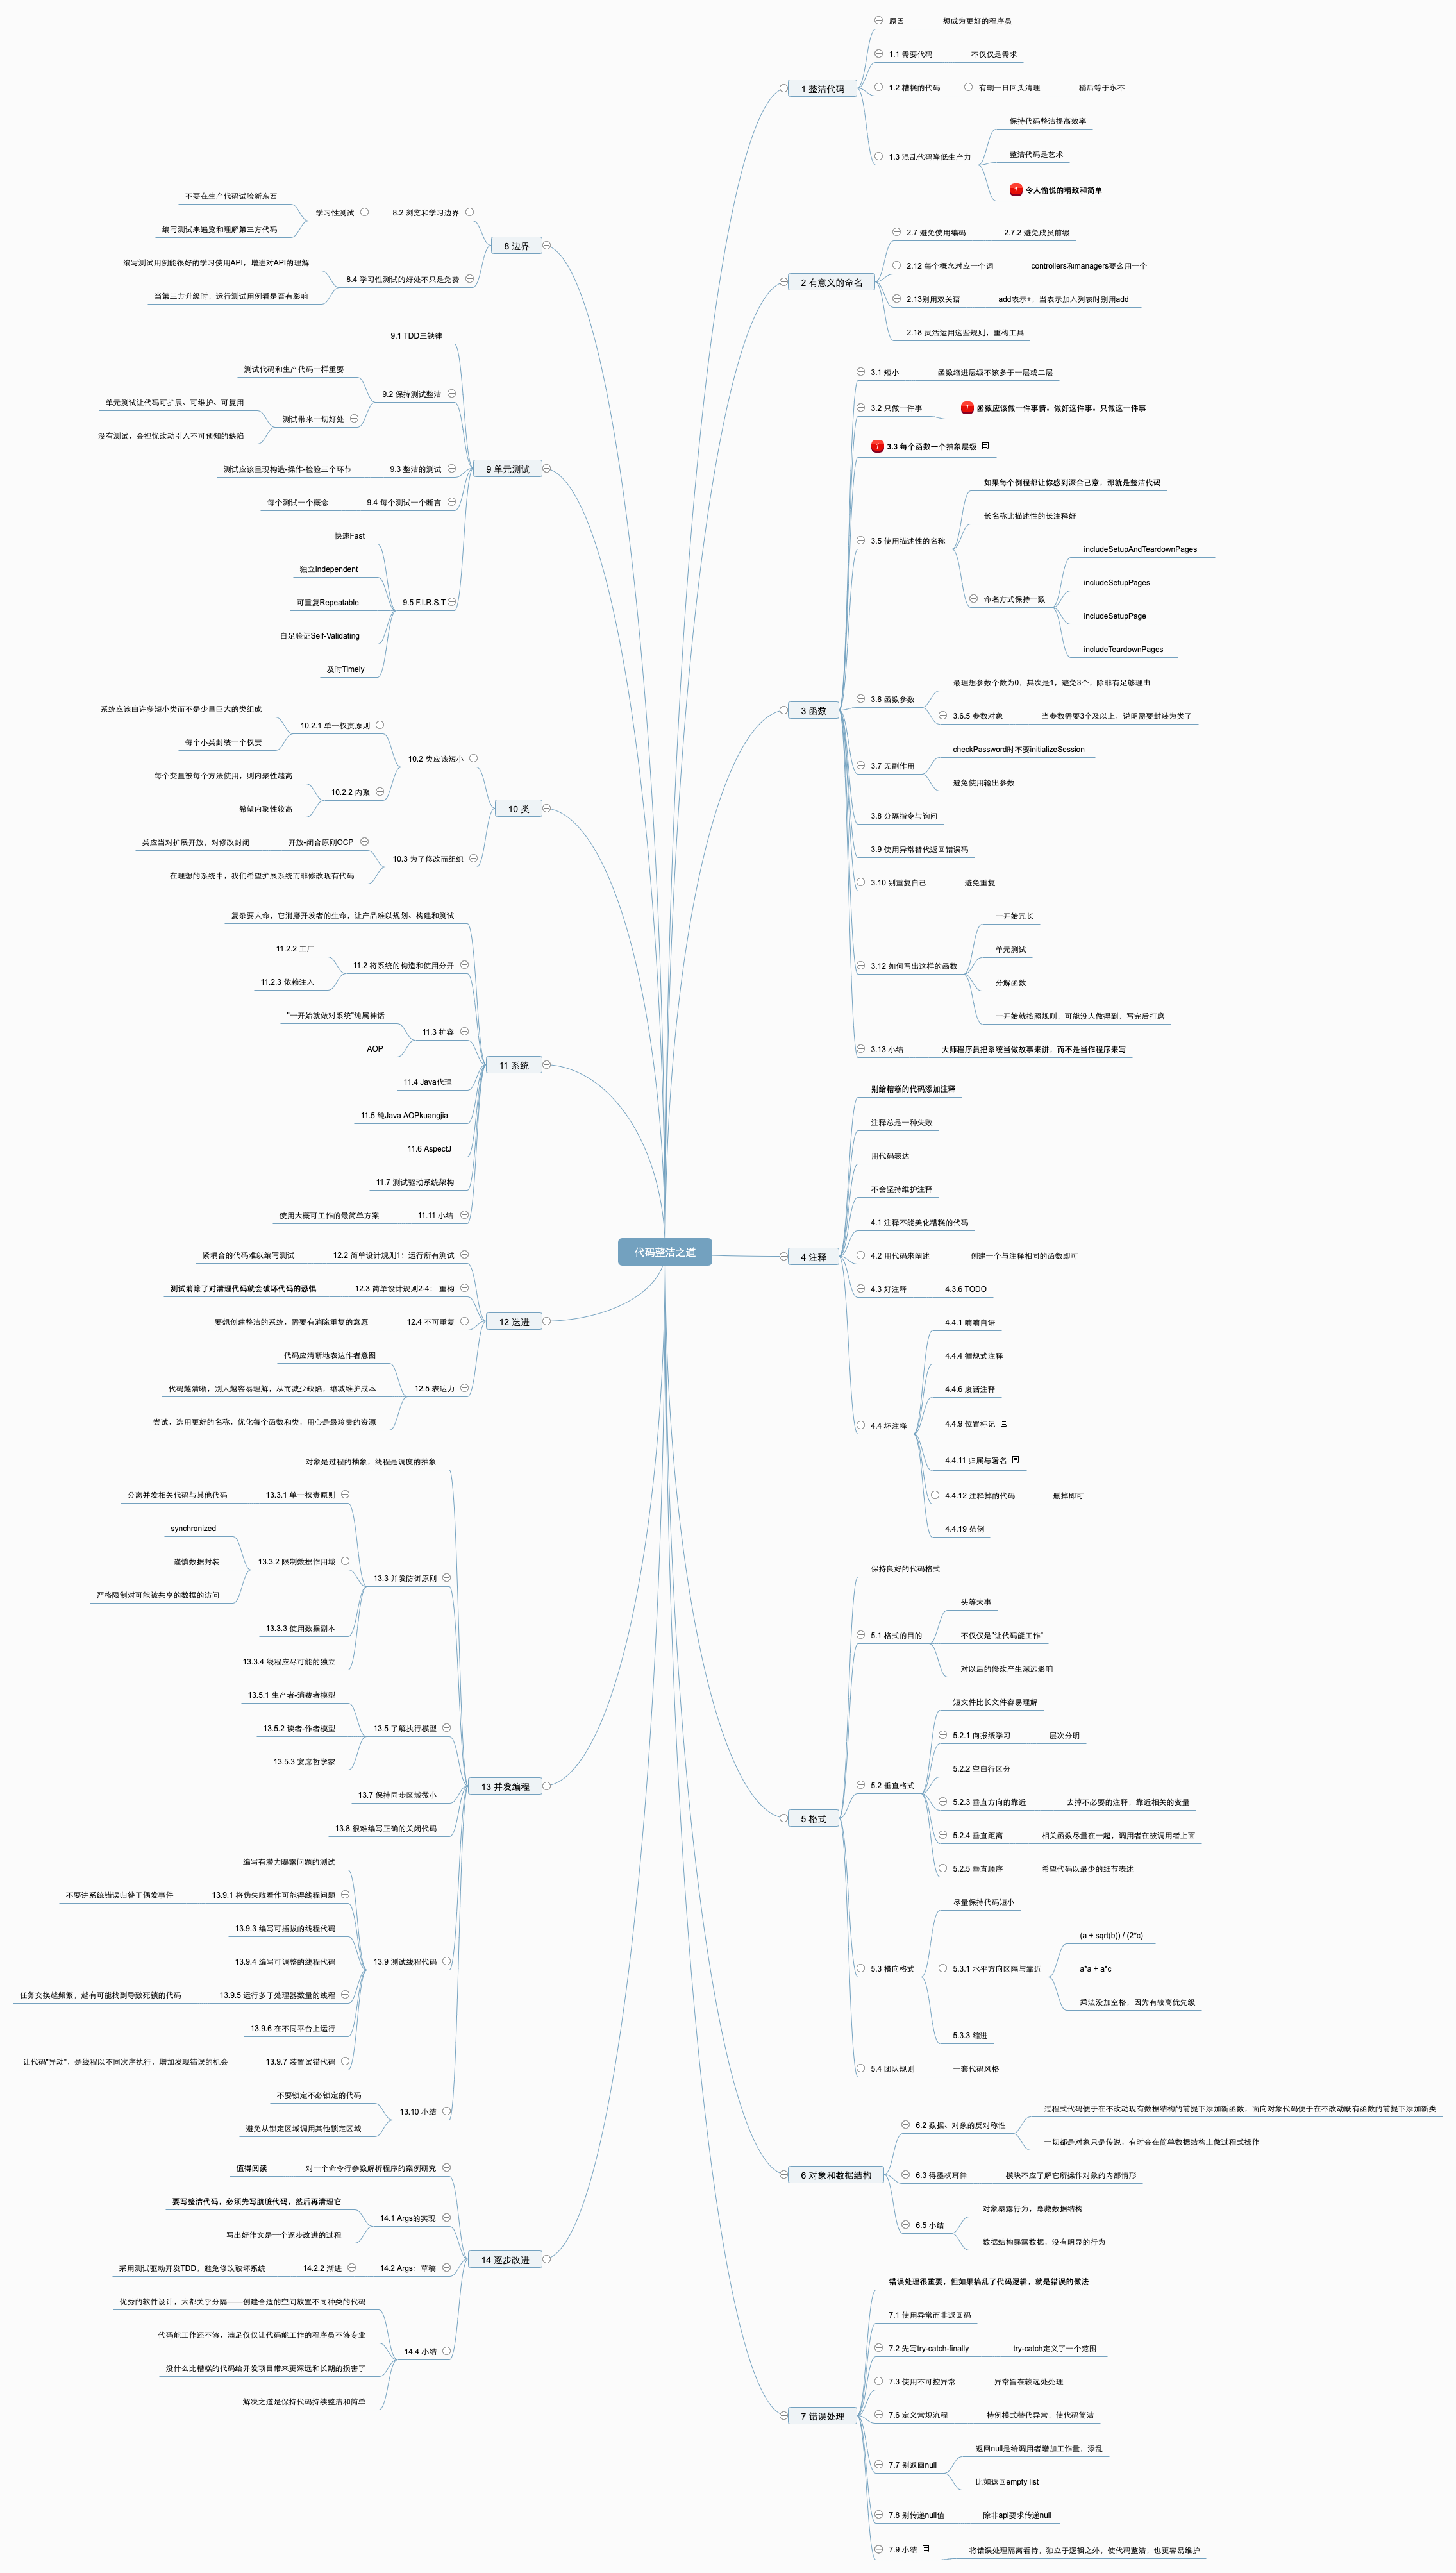 代码整洁之道
1 整洁代码
原因
想成为更好的程序员
1.1 需要代码
不仅仅是需求
1.2 糟糕的代码
有朝一日回头清理
稍后等于永不
1.3 混乱代码降低生产力
保持代码整洁提高效率
整洁代码是艺术
令人愉悦的精致和简单
2 有意义的命名
2.7 避免使用编码
2.7.2 避免成员前缀
2.12 每个概念对应一个词
controllers和managers要么用一个
2.13别用双关语
add表示+，当表示加入列表时别用add
2.18 灵活运用这些规则，重构工具
3 函数
3.1 短小
函数缩进层级不该多于一层或二层
3.2 只做一件事
函数应该做一件事情，做好这件事，只做这一件事
3.3 每个函数一个抽象层级
3.5 使用描述性的名称
如果每个例程都让你感到深合己意，那就是整洁代码
长名称比描述性的长注释好
命名方式保持一致
includeSetupAndTeardownPages
includeSetupPages
includeSetupPage
includeTeardownPages
3.6 函数参数
最理想参数个数为0，其次是1，避免3个，除非有足够理由
3.6.5 参数对象
当参数需要3个及以上，说明需要封装为类了
3.7 无副作用
checkPassword时不要initializeSession
避免使用输出参数
3.8 分隔指令与询问
3.9 使用异常替代返回错误码
3.10 别重复自己
避免重复
3.12 如何写出这样的函数
一开始冗长
单元测试
分解函数
一开始就按照规则，可能没人做得到，写完后打磨
3.13 小结
大师程序员把系统当做故事来讲，而不是当作程序来写
4 注释
别给糟糕的代码添加注释
注释总是一种失败
用代码表达
不会坚持维护注释
4.1 注释不能美化糟糕的代码
4.2 用代码来阐述
创建一个与注释相同的函数即可
4.3 好注释
4.3.6 TODO
4.4 坏注释
4.4.1 喃喃自语
4.4.4 循规式注释
4.4.6 废话注释
4.4.9 位置标记
4.4.11 归属与署名
4.4.12 注释掉的代码
删掉即可
4.4.19 范例
5 格式
保持良好的代码格式
5.1 格式的目的
头等大事
不仅仅是"让代码能工作"
对以后的修改产生深远影响
5.2 垂直格式
短文件比长文件容易理解
5.2.1 向报纸学习
层次分明
5.2.2 空白行区分
5.2.3 垂直方向的靠近
去掉不必要的注释，靠近相关的变量
5.2.4 垂直距离
相关函数尽量在一起，调用者在被调用者上面
5.2.5 垂直顺序
希望代码以最少的细节表述
5.3 横向格式
尽量保持代码短小
5.3.1 水平方向区隔与靠近
(a + sqrt(b)) / (2*c)
a*a + a*c
乘法没加空格，因为有较高优先级
5.3.3 缩进
5.4 团队规则
一套代码风格
6 对象和数据结构
6.2 数据、对象的反对称性
过程式代码便于在不改动现有数据结构的前提下添加新函数，面向对象代码便于在不改动既有函数的前提下添加新类
一切都是对象只是传说，有时会在简单数据结构上做过程式操作
6.3 得墨忒耳律
模块不应了解它所操作对象的内部情形
6.5 小结
对象暴露行为，隐藏数据结构
数据结构暴露数据，没有明显的行为
7 错误处理
错误处理很重要，但如果搞乱了代码逻辑，就是错误的做法
7.1 使用异常而非返回码
7.2 先写try-catch-finally
try-catch定义了一个范围
7.3 使用不可控异常
异常旨在较远处处理
7.6 定义常规流程
特例模式替代异常，使代码简洁
7.7 别返回null
返回null是给调用者增加工作量，添乱
比如返回empty list
7.8 别传递null值
除非api要求传递null
7.9 小结
将错误处理隔离看待，独立于逻辑之外，使代码整洁，也更容易维护
8 边界
8.2 浏览和学习边界
学习性测试
不要在生产代码试验新东西
编写测试来遍览和理解第三方代码
8.4 学习性测试的好处不只是免费
编写测试用例能很好的学习使用API，增进对API的理解
当第三方升级时，运行测试用例看是否有影响
9 单元测试
9.1 TDD三铁律
9.2 保持测试整洁
测试代码和生产代码一样重要
测试带来一切好处
单元测试让代码可扩展、可维护、可复用
没有测试，会担忧改动引入不可预知的缺陷
9.3 整洁的测试
测试应该呈现构造-操作-检验三个环节
9.4 每个测试一个断言
每个测试一个概念
9.5 F.I.R.S.T
快速Fast
独立Independent
可重复Repeatable
自足验证Self-Validating
及时Timely
10 类
10.2 类应该短小
10.2.1 单一权责原则
系统应该由许多短小类而不是少量巨大的类组成
每个小类封装一个权责
10.2.2 内聚
每个变量被每个方法使用，则内聚性越高
希望内聚性较高
10.3 为了修改而组织
开放-闭合原则OCP
类应当对扩展开放，对修改封闭
在理想的系统中，我们希望扩展系统而非修改现有代码
11 系统
复杂要人命，它消磨开发者的生命，让产品难以规划、构建和测试
11.2 将系统的构造和使用分开
11.2.2 工厂
11.2.3 依赖注入
11.3 扩容
"一开始就做对系统"纯属神话
AOP
11.4 Java代理
11.5 纯Java AOPkuangjia
11.6 AspectJ
11.7 测试驱动系统架构
11.11 小结
使用大概可工作的最简单方案
12 迭进
12.2 简单设计规则1：运行所有测试
紧耦合的代码难以编写测试
12.3 简单设计规则2-4： 重构
测试消除了对清理代码就会破坏代码的恐惧
12.4 不可重复
要想创建整洁的系统，需要有消除重复的意愿
12.5 表达力
代码应清晰地表达作者意图
代码越清晰，别人越容易理解，从而减少缺陷，缩减维护成本
尝试，选用更好的名称，优化每个函数和类，用心是最珍贵的资源
13 并发编程
对象是过程的抽象，线程是调度的抽象
13.3 并发防御原则
13.3.1 单一权责原则
分离并发相关代码与其他代码
13.3.2 限制数据作用域
synchronized
谨慎数据封装
严格限制对可能被共享的数据的访问
13.3.3 使用数据副本
13.3.4 线程应尽可能的独立
13.5 了解执行模型
13.5.1 生产者-消费者模型
13.5.2 读者-作者模型
13.5.3 宴席哲学家
13.7 保持同步区域微小
13.8 很难编写正确的关闭代码
13.9 测试线程代码
编写有潜力曝露问题的测试
13.9.1 将伪失败看作可能得线程问题
不要讲系统错误归咎于偶发事件
13.9.3 编写可插拔的线程代码
13.9.4 编写可调整的线程代码
13.9.5 运行多于处理器数量的线程
任务交换越频繁，越有可能找到导致死锁的代码
13.9.6 在不同平台上运行
13.9.7 装置试错代码
让代码"异动"，是线程以不同次序执行，增加发现错误的机会
13.10 小结
不要锁定不必锁定的代码
避免从锁定区域调用其他锁定区域
14 逐步改进
对一个命令行参数解析程序的案例研究
值得阅读
14.1 Args的实现
要写整洁代码，必须先写肮脏代码，然后再清理它
写出好作文是一个逐步改进的过程
14.2 Args：草稿
14.2.2 渐进
采用测试驱动开发TDD，避免修改破坏系统
14.4 小结
优秀的软件设计，大都关乎分隔——创建合适的空间放置不同种类的代码
代码能工作还不够，满足仅仅让代码能工作的程序员不够专业
没什么比糟糕的代码给开发项目带来更深远和长期的损害了
解决之道是保持代码持续整洁和简单